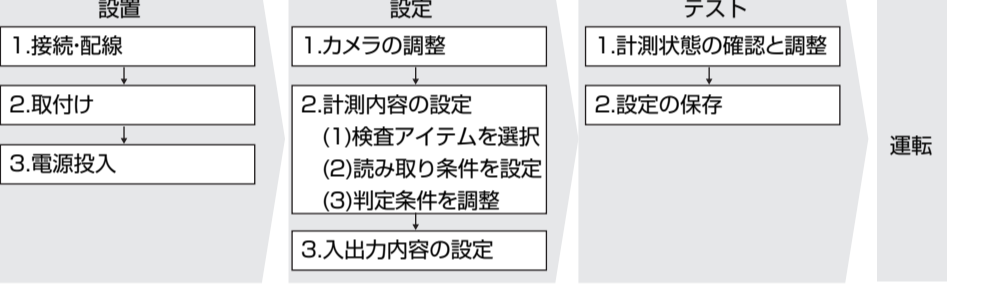 設置
1.接続・配線
2.取付け
3.電源投入
設定
1.カメラの調整
2.計測内容の設定
(1)検査アイテムを選択
(2)読み取り条件を設定
(3)判定条件を調整
3.入出力内容の設定
テスト
1.計測状態の確認と調整
2.設定の保存
運転